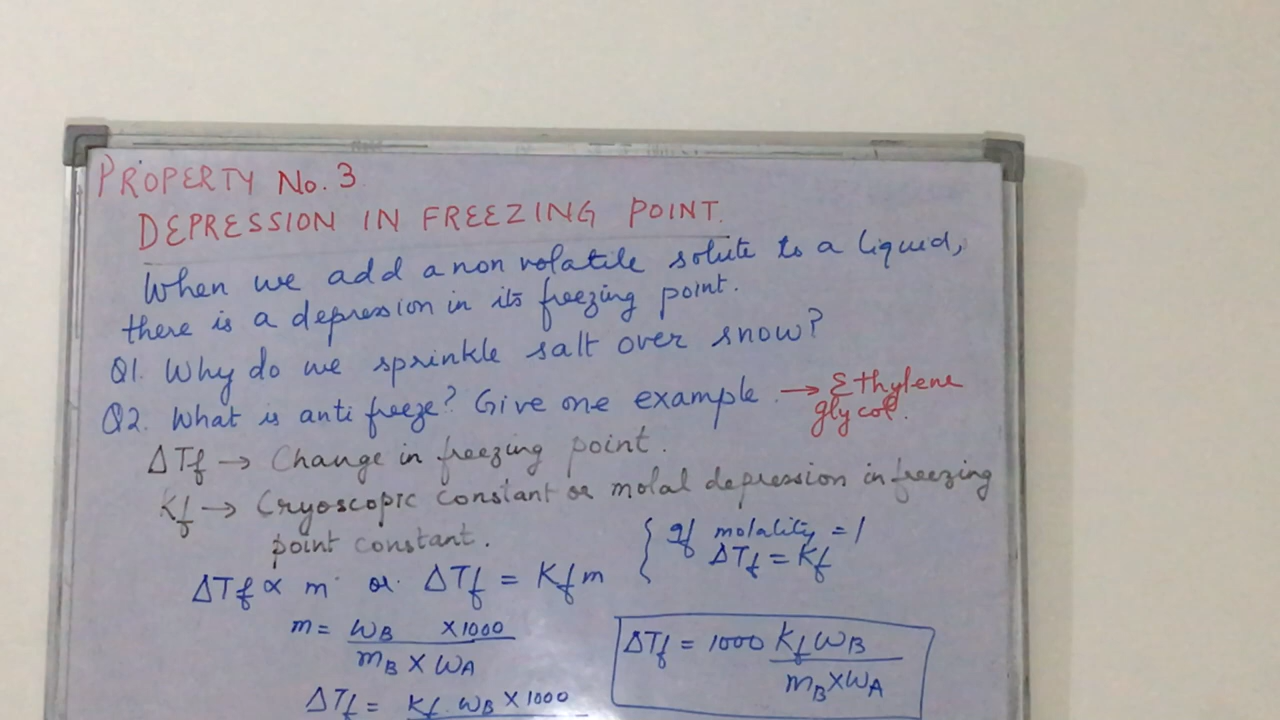 PROPERTY No. 3
DEPRESSION IN FREEZING POINT.
When we add a non volatile solute to a liquid,
there is a depression in its freezing point.
Q1. Why do we sprinkle salt over snow?
Q2. What is anti freeze? Give one example. → Ethylene
glycol.
ΔTf → Change in freezing point.
Kf → Cryoscopic constant or molal depression in freezing
point constant.
{ If molality = 1
ΔTf = Kf
ΔTf ∝ m or ΔTf = Kf m
m = WB X1000
mB X WA
ΔTf = 1000 Kf WB
mB X WA
ΔTf = Kf. WB X 1000